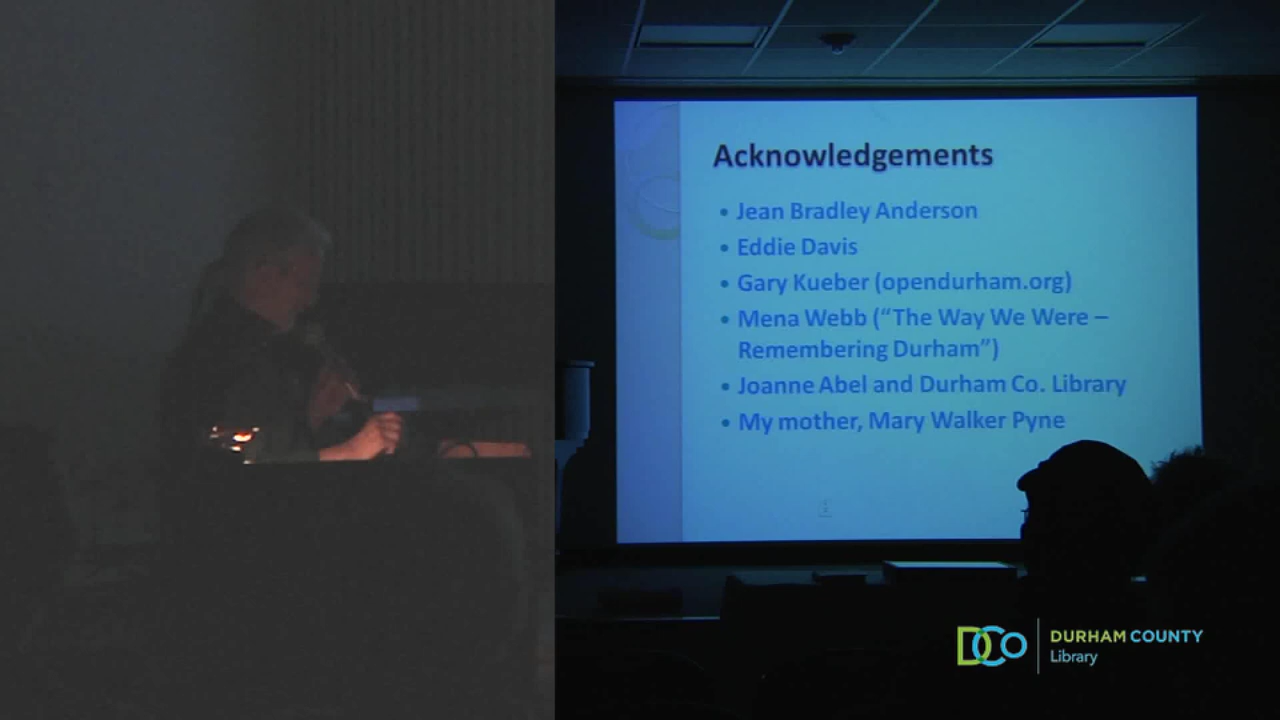 Acknowledgements
• Jean Bradley Anderson
• Eddie Davis
• Gary Kueber (opendurham.org)
• Mena Webb (“The Way We Were –
Remembering Durham”)
• Joanne Abel and Durham Co. Library
• My mother, Mary Walker Pyne
DCo
DURHAM COUNTY
Library